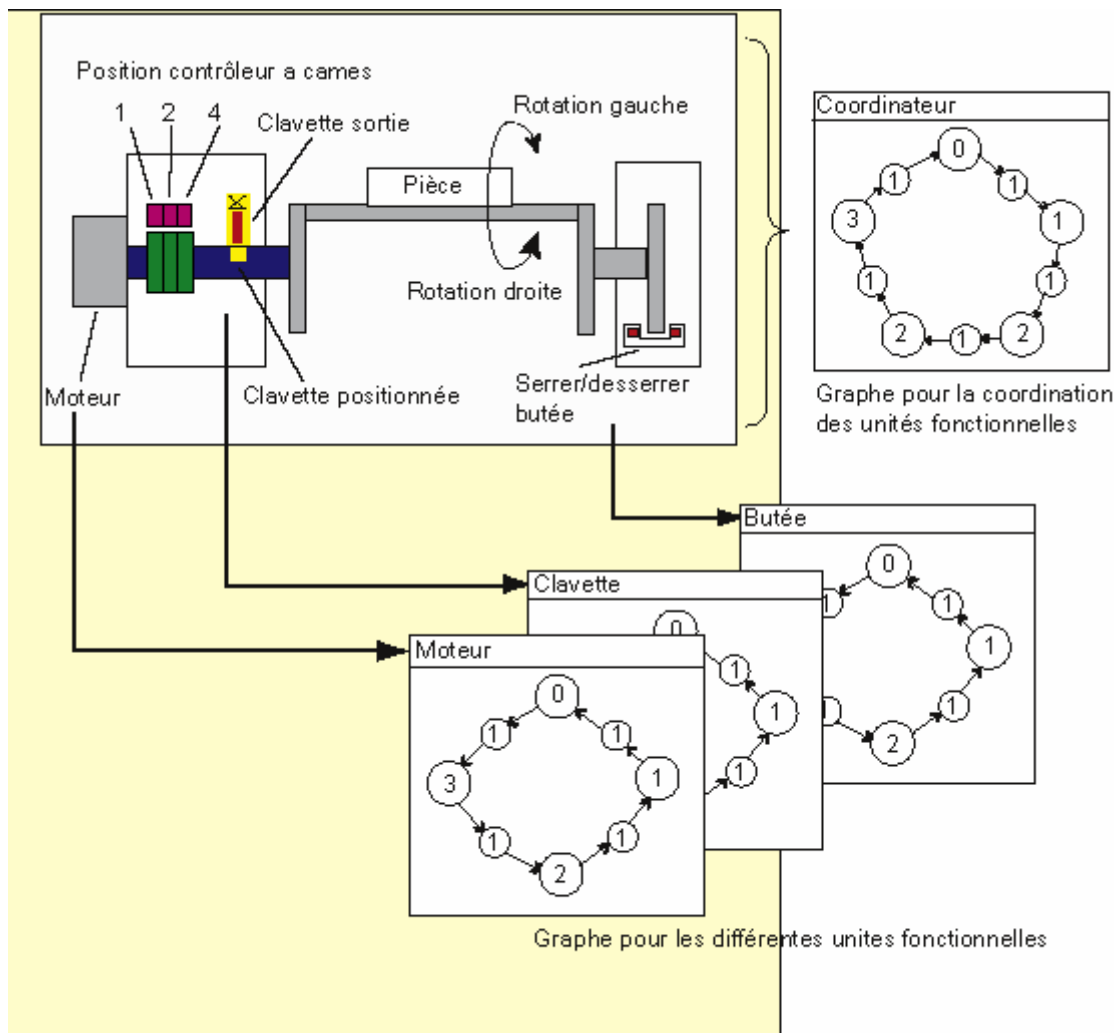 Position contrôleur a cames
1 2 4
Clavette sortie
Rotation gauche
Pièce
Rotation droite
Moteur
Clavette positionnée
Serrer/desserrer
butée
Coordinateur
0
1
1
3
1
1
1
2
1
2
Graphe pour la coordination
des unités fonctionnelles
Butée
0
1
1
1
1
1
2
Clavette
0
1
1
1
Moteur
0
1
1
3
1
1
1
2
Graphe pour les différentes unites fonctionnelles